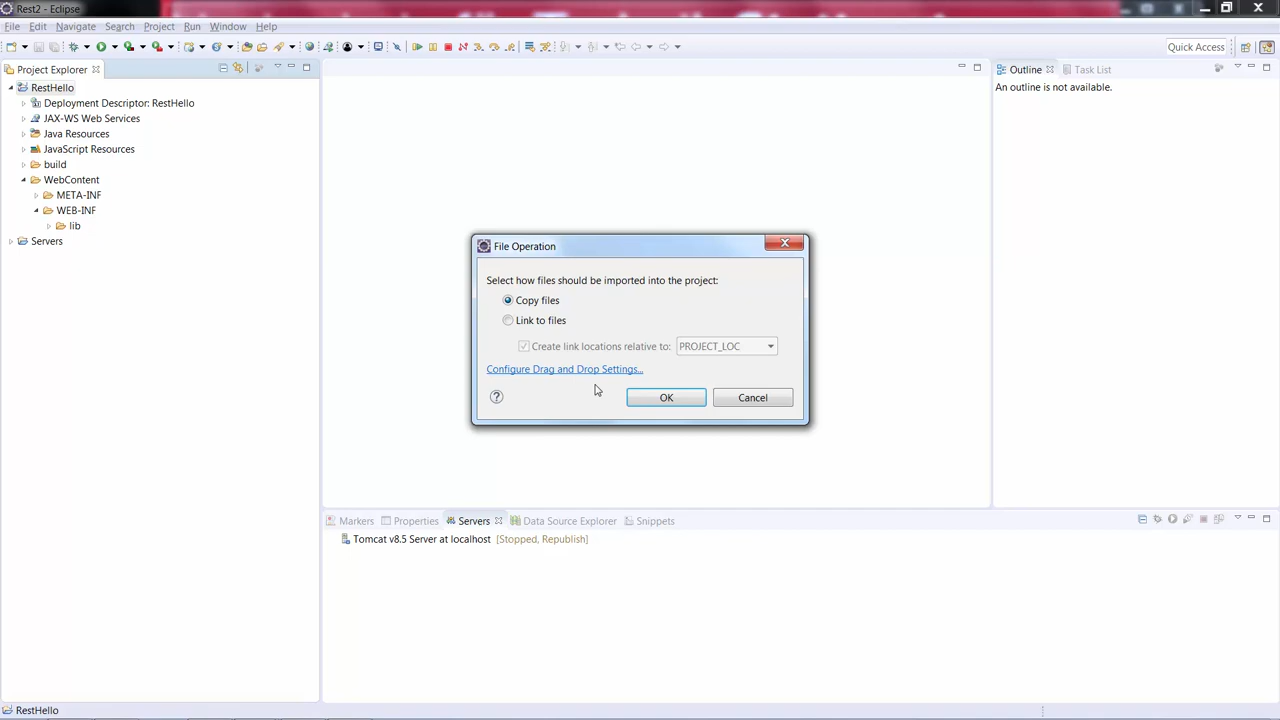 Rest2 - Eclipse
File Edit Navigate Search Project Run Window Help
Quick Access
Project Explorer
RestHello
Deployment Descriptor: RestHello
JAX-WS Web Services
Java Resources
JavaScript Resources
build
WebContent
META-INF
WEB-INF
lib
Servers
Outline
Task List
An outline is not available.
File Operation
Select how files should be imported into the project:
Copy files
Link to files
Create link locations relative to: PROJECT_LOC
Configure Drag and Drop Settings...
OK
Cancel
Markers
Properties
Servers
Data Source Explorer
Snippets
Tomcat v8.5 Server at localhost [Stopped, Republish]
RestHello